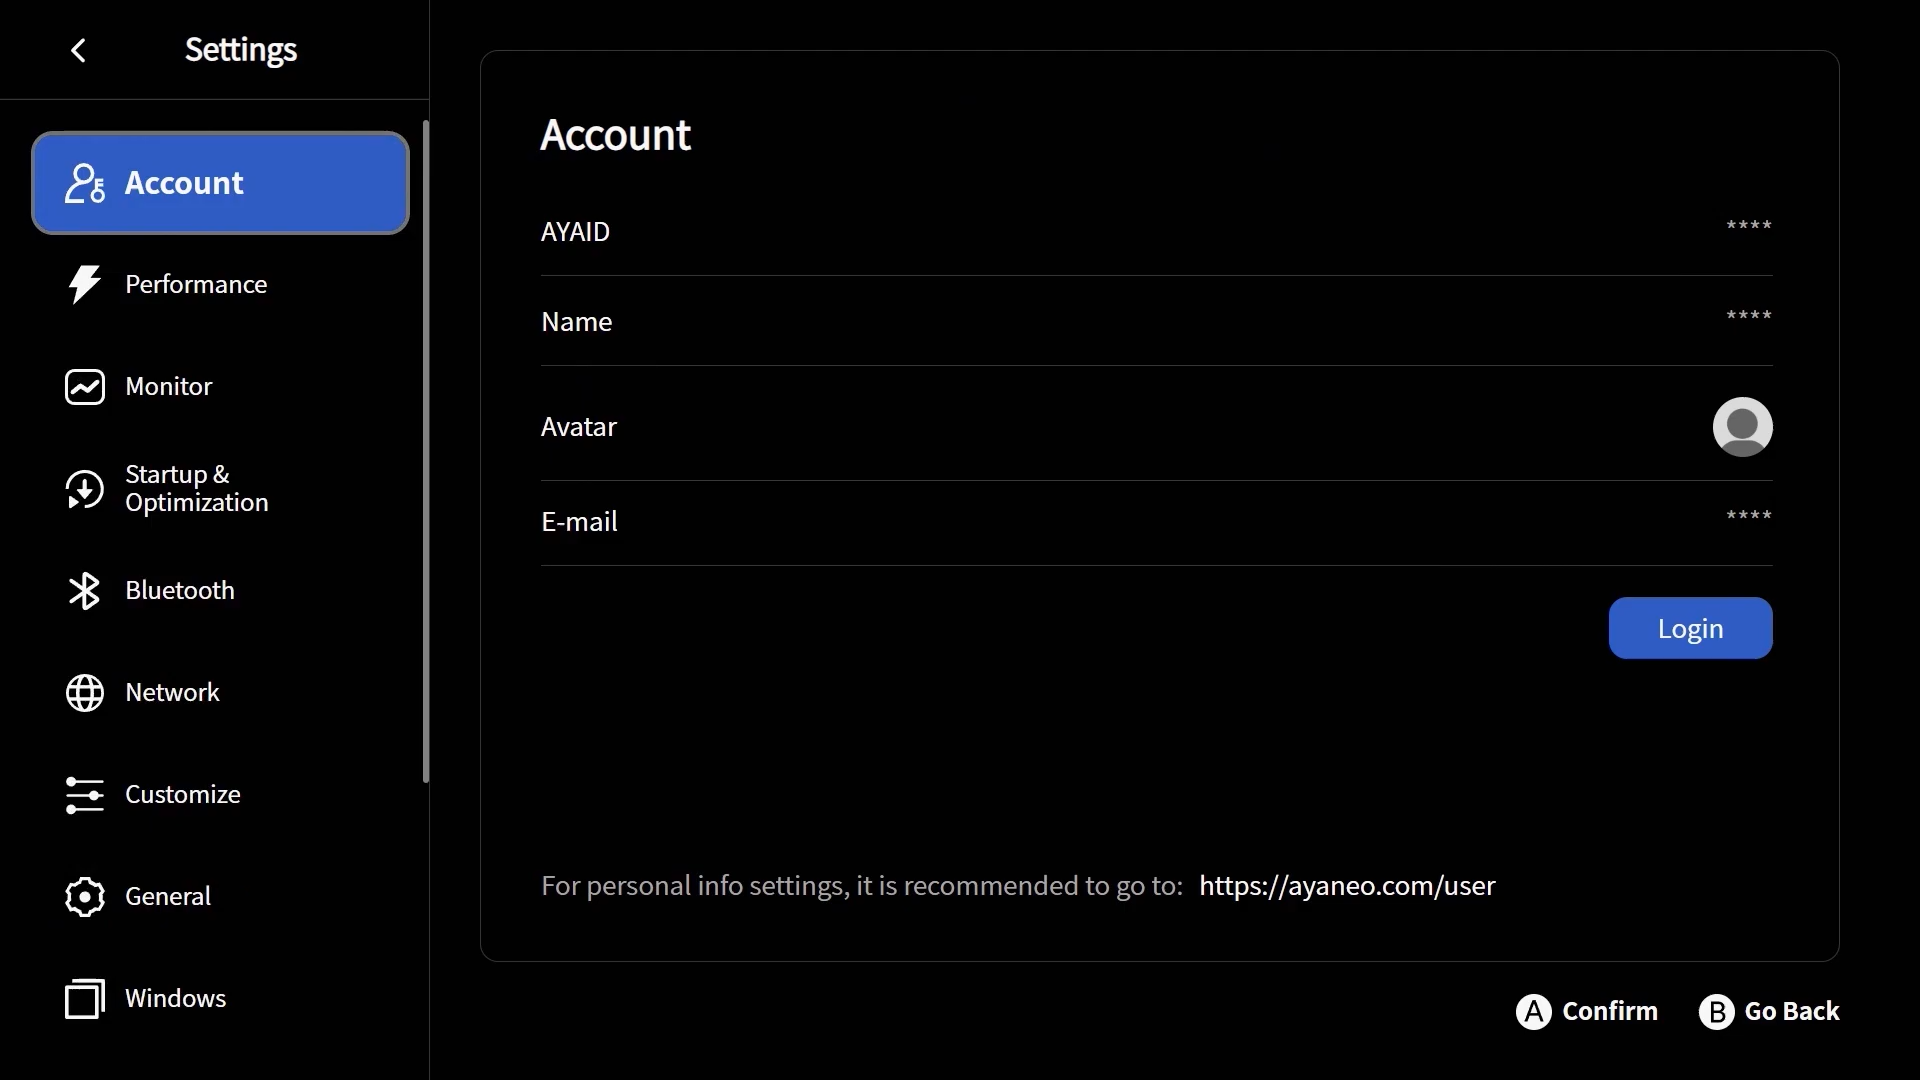 Settings
Account
Performance
Monitor
Startup &
Optimization
Bluetooth
Network
Customize
General
Windows
Account
AYAID ****
Name ****
Avatar
E-mail ****
Login
For personal info settings, it is recommended to go to: https://ayaneo.com/user
A Confirm B Go Back